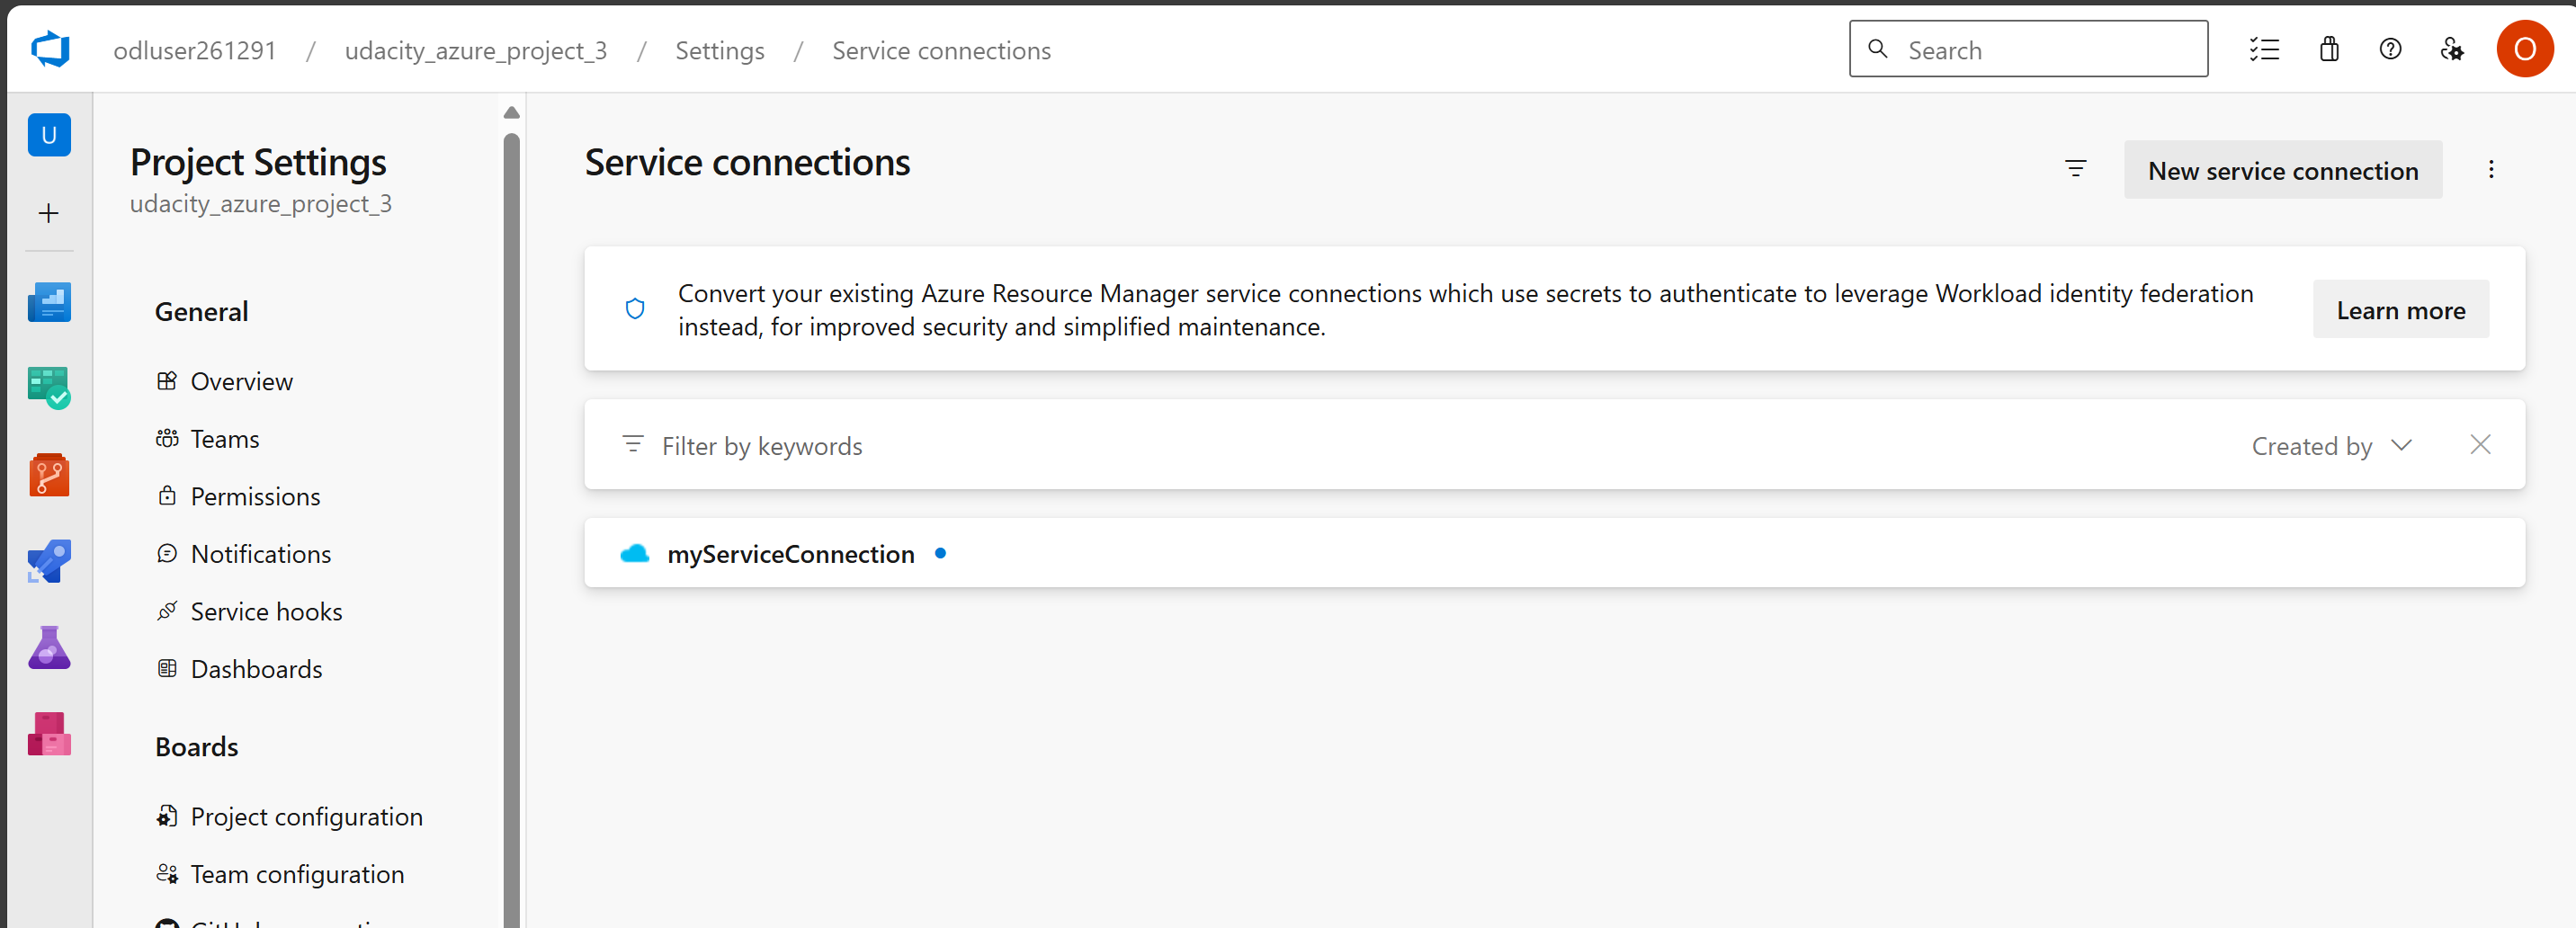 odluser261291 / udacity_azure_project_3 / Settings / Service connections
Search
O
U
Project Settings
udacity_azure_project_3
General
Overview
Teams
Permissions
Notifications
Service hooks
Dashboards
Boards
Project configuration
Team configuration
Service connections
New service connection
Convert your existing Azure Resource Manager service connections which use secrets to authenticate to leverage Workload identity federation
instead, for improved security and simplified maintenance.
Learn more
Filter by keywords
Created by
myServiceConnection